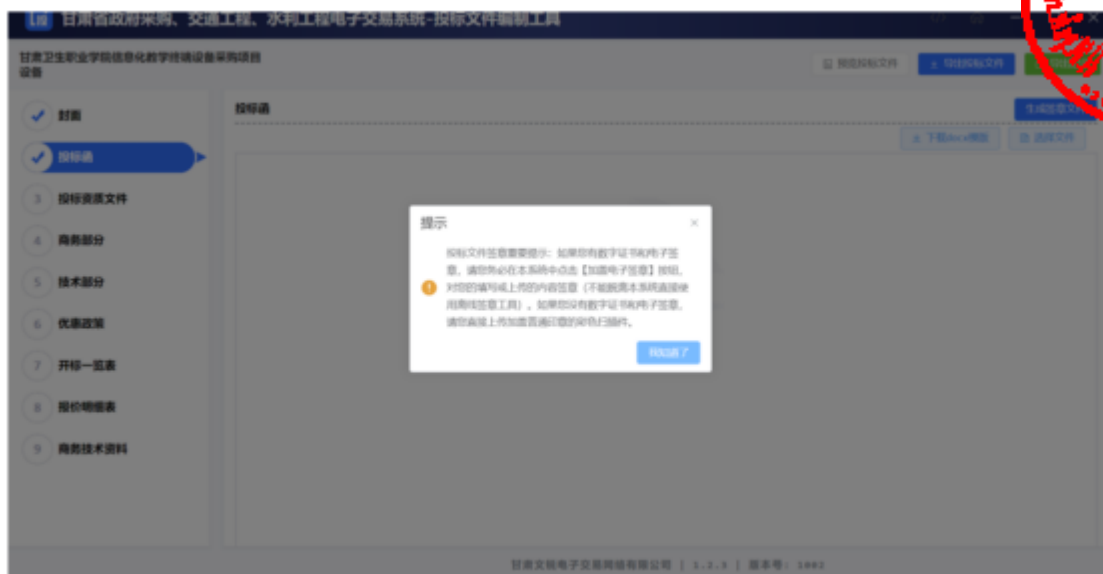 甘肃省政府采购、交通工程、水利工程电子交易系统-投标文件编制工具
甘肃卫生职业学院信息化教学终端设备采购项目
设备
预览投标文件
导出投标文件
封面
投标函
投标资质文件
商务部分
技术部分
优惠政策
开标一览表
报价明细表
商务技术资料
投标函
生成签章文件
下载docx模版
选择文件
提示
投标文件签章重要提示：如果您有数字证书和电子签
章，请您务必在本系统中点击【加盖电子签章】按钮，
对您的填写或上传的内容签章（不能脱离本系统直接使
用离线签章工具）。如果您没有数字证书和电子签章，
请您直接上传加盖普通印章的彩色扫描件。
我知道了
甘肃文锐电子交易网络有限公司 | 1.2.3 | 版本号: 1002